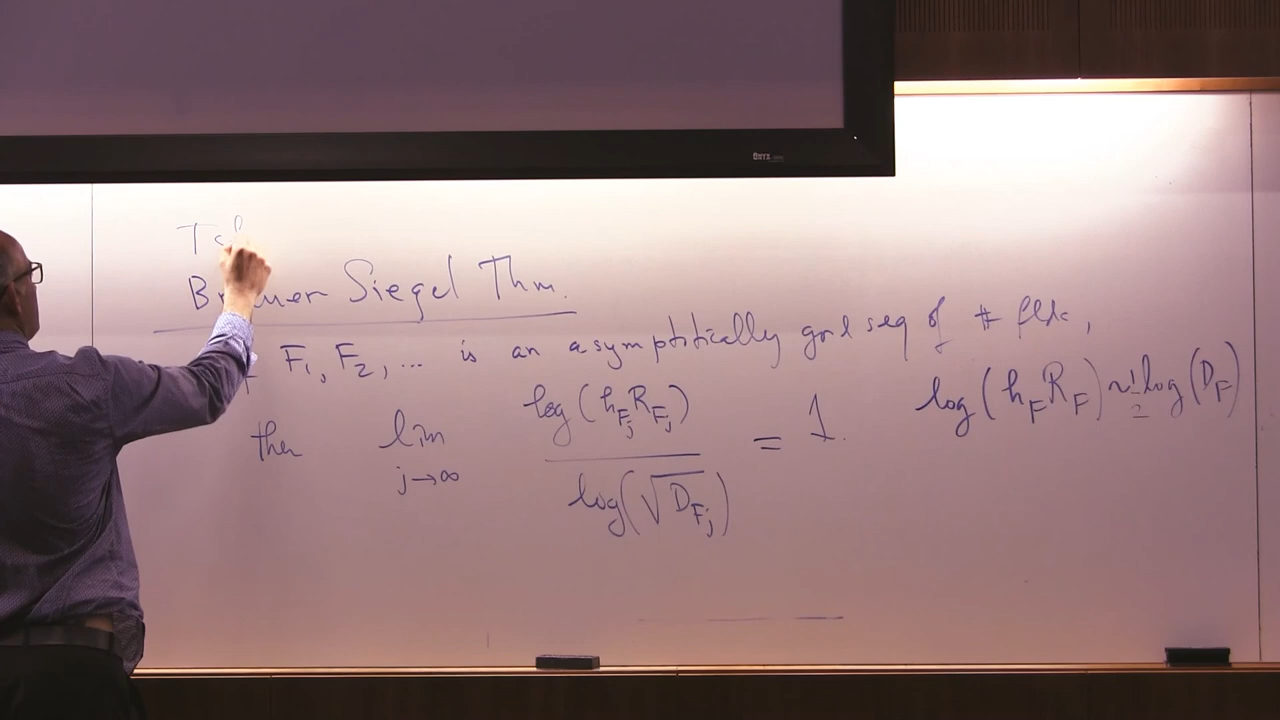 Brauer Siegel Thm.
F₁, F₂, ... is an asymptotically good seq of # flds,
then lim j→∞ log(h_{F_j} R_{F_j}) / log(√D_{F_j}) = 1.
log(h_F R_F) ~ 1/2 log(D_F)